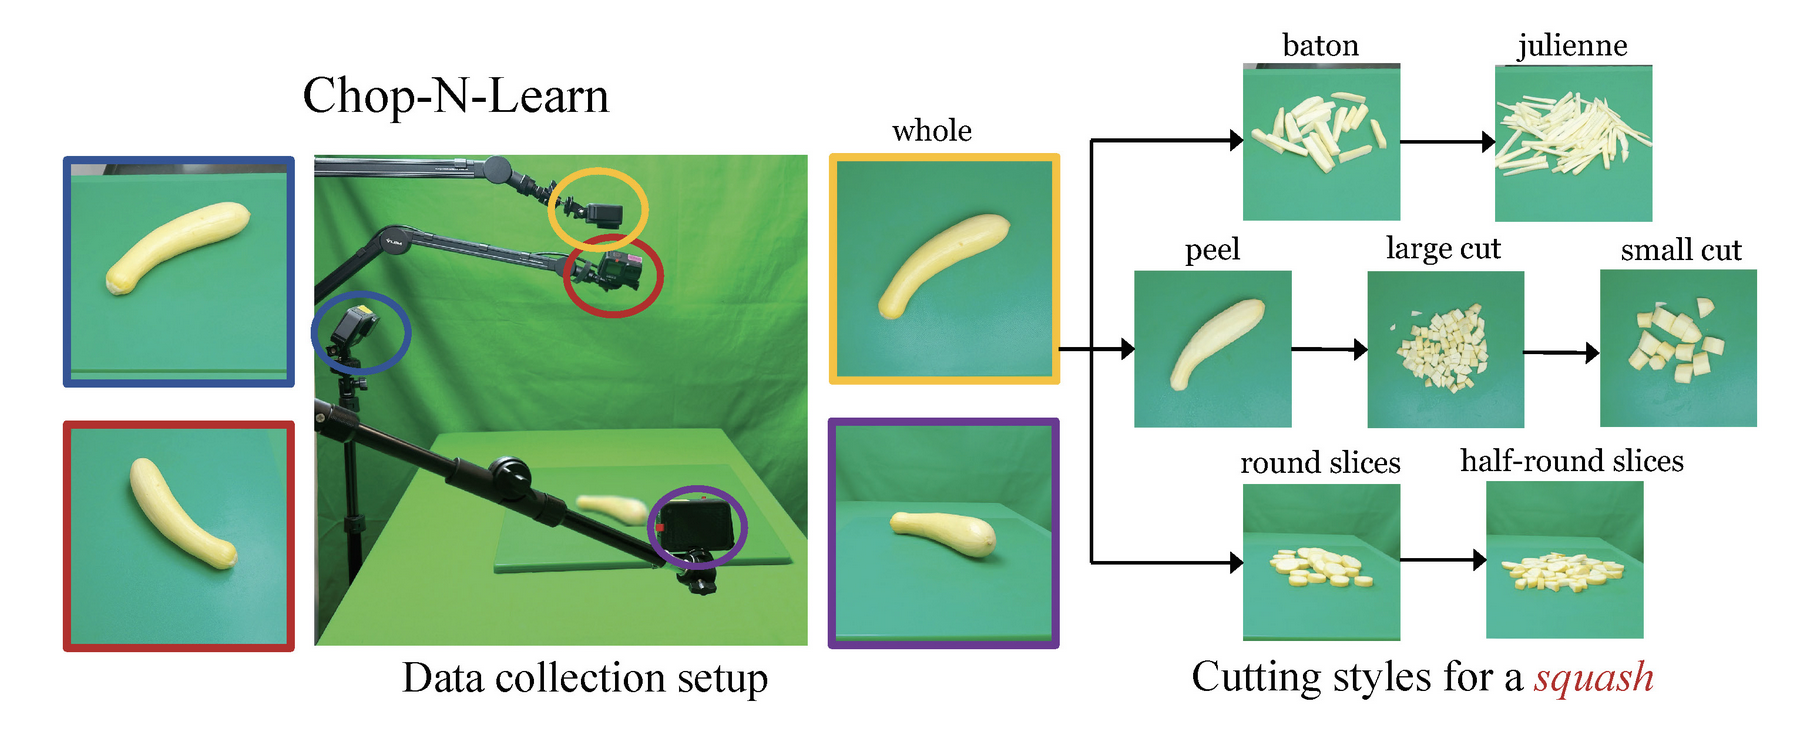 Chop-N-Learn
whole
baton
julienne
peel
large cut
small cut
round slices
half-round slices
Data collection setup
Cutting styles for a squash